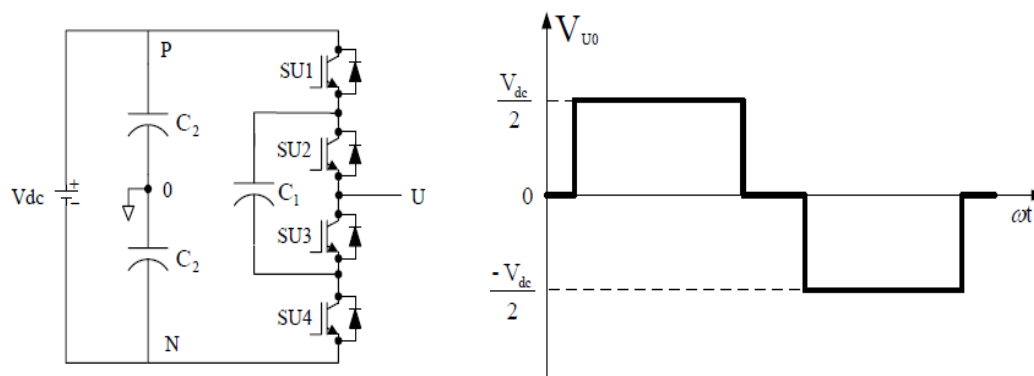 P
SU1
C2
SU2
Vdc
+
-
0
C1
U
SU3
C2
SU4
N
VU0
Vdc
2
0
ωt
-Vdc
2